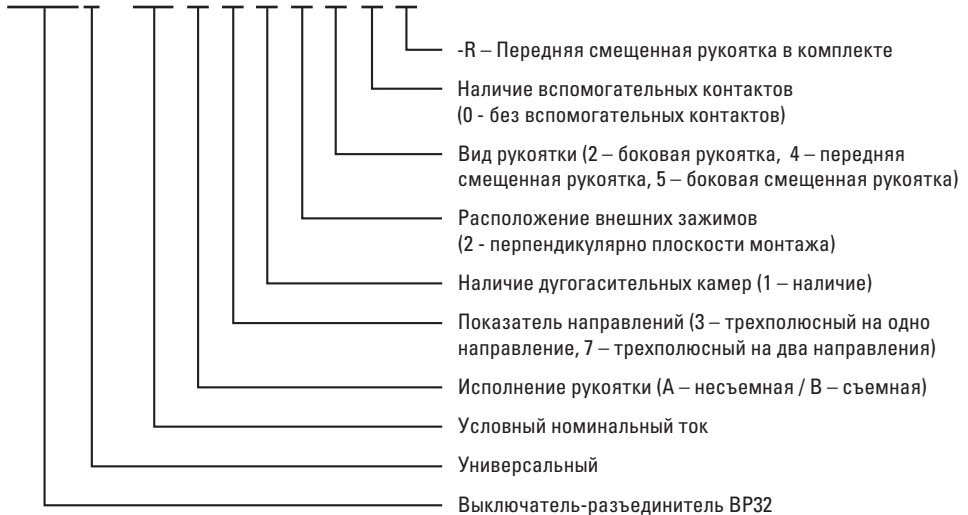 -R – Передняя смещенная рукоятка в комплекте
Наличие вспомогательных контактов
(0 - без вспомогательных контактов)
Вид рукоятки (2 – боковая рукоятка, 4 – передняя
смещенная рукоятка, 5 – боковая смещенная рукоятка)
Расположение внешних зажимов
(2 - перпендикулярно плоскости монтажа)
Наличие дугогасительных камер (1 – наличие)
Показатель направлений (3 – трехполюсный на одно
направление, 7 – трехполюсный на два направления)
Исполнение рукоятки (А – несъемная / В – съемная)
Условный номинальный ток
Универсальный
Выключатель-разъединитель ВР32